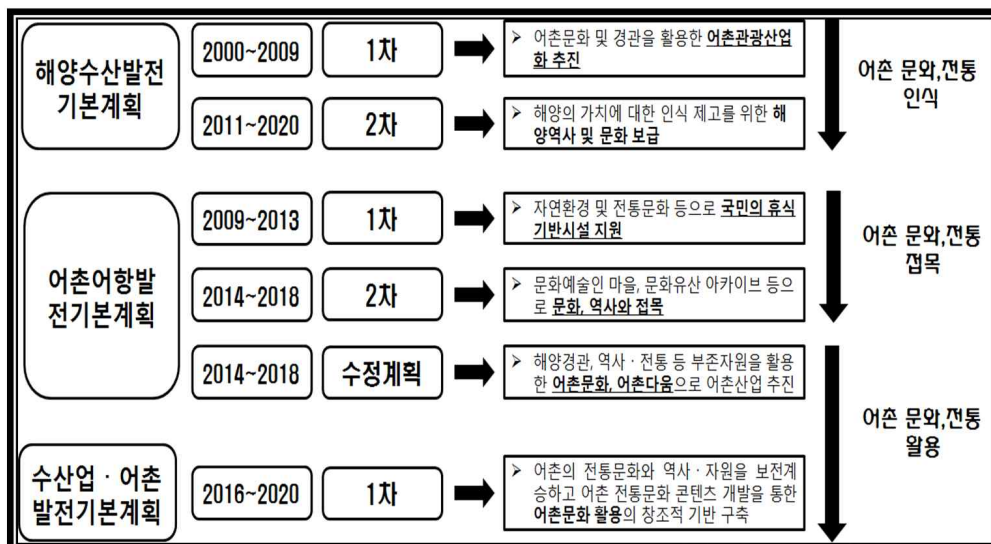 해양수산발전
기본계획
2000~2009
1차
➢ 어촌문화 및 경관을 활용한 어촌관광산업
화 추진
2011~2020
2차
➢ 해양의 가치에 대한 인식 제고를 위한 해
양역사 및 문화 보급
어촌 문화,전통
인식
어촌어항발
전기본계획
2009~2013
1차
➢ 자연환경 및 전통문화 등으로 국민의 휴식
기반시설 지원
2014~2018
2차
➢ 문화예술인 마을, 문화유산 아카이브 등으
로 문화, 역사와 접목
어촌 문화,전통
접목
2014~2018
수정계획
➢ 해양경관, 역사ㆍ전통 등 부존자원을 활용
한 어촌문화, 어촌다움으로 어촌산업 추진
수산업ㆍ어촌
발전기본계획
2016~2020
1차
➢ 어촌의 전통문화와 역사ㆍ자원을 보전계
승하고 어촌 전통문화 콘텐츠 개발을 통한
어촌문화 활용의 창조적 기반 구축
어촌 문화,전통
활용